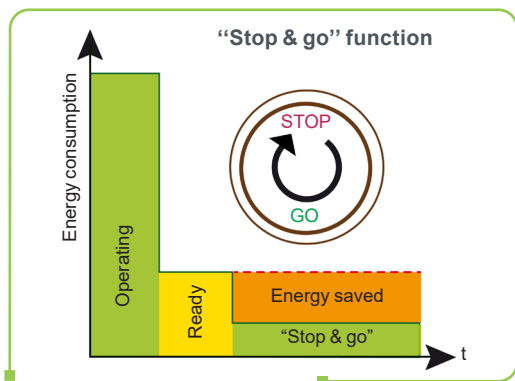 “Stop & go” function
Energy consumption
STOP
GO
Operating
Ready
Energy saved
“Stop & go”
t